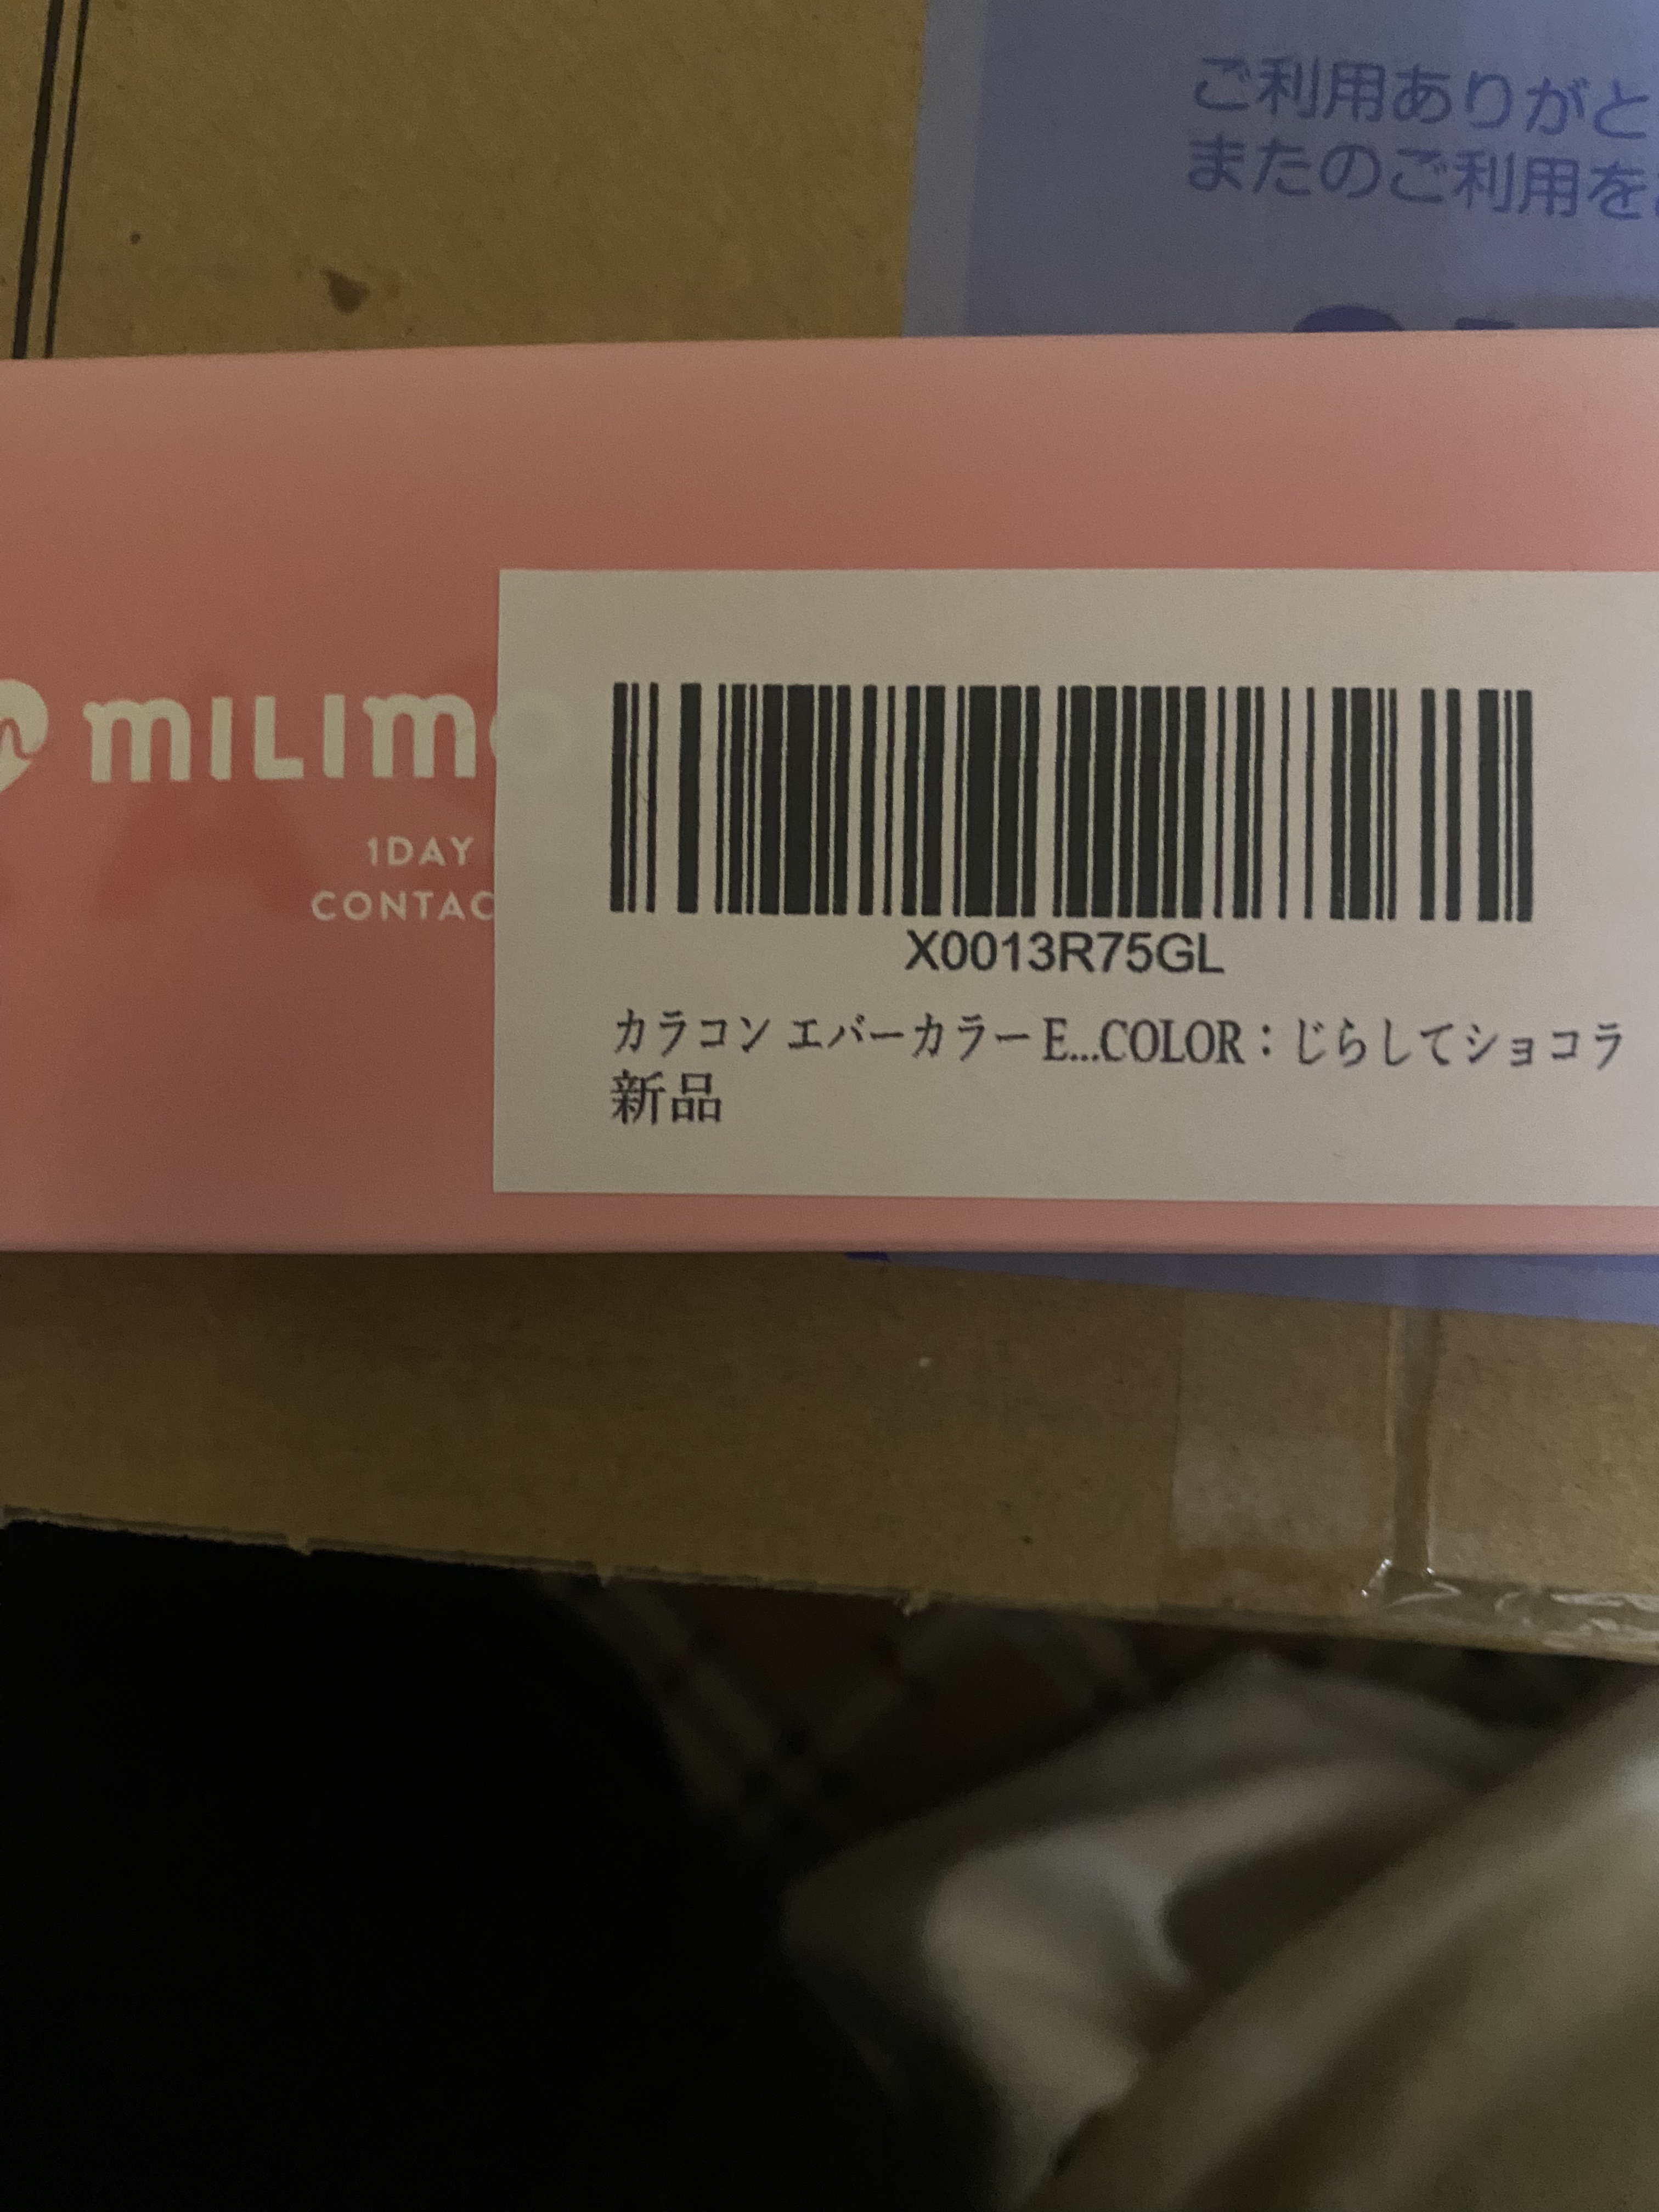 ご利用ありがと
またのご利用を
MILIM
1DAY
CONTAC
X0013R75GL
カラコン エバーカラー E...COLOR：じらしてショコラ
新品